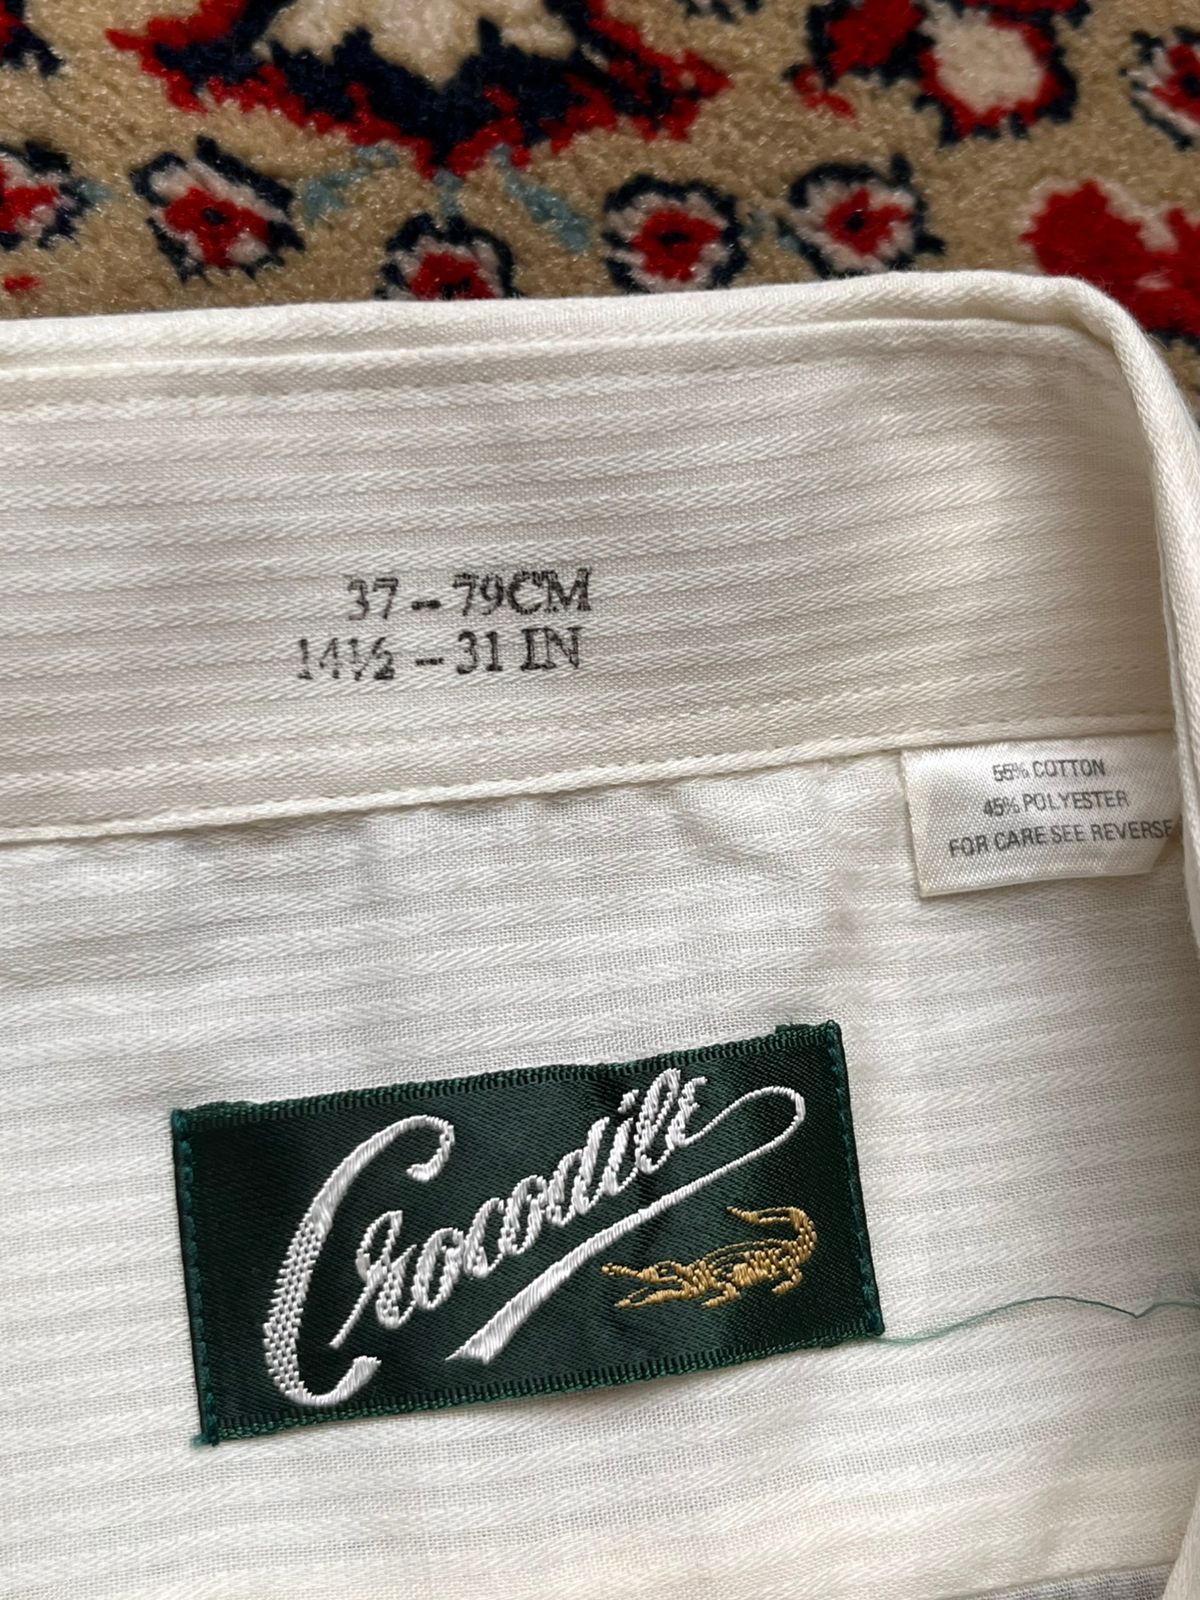 37 - 79CM
14½ - 31 IN
55% COTTON
45% POLYESTER
FOR CARE SEE REVERSE
Crocodile